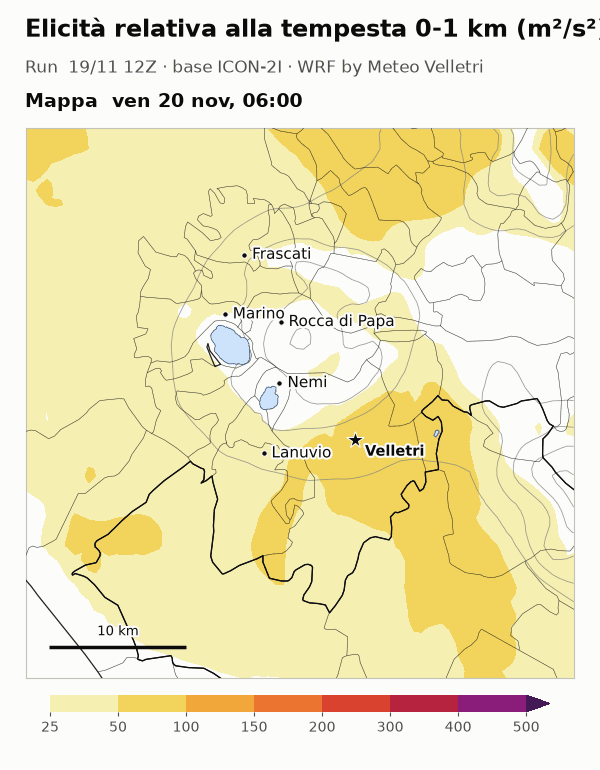 Elicità relativa alla tempesta 0-1 km (m²/s²)
Run 19/11 12Z · base ICON-2I · WRF by Meteo Velletri
Mappa ven 20 nov, 06:00
Frascati
Marino
Rocca di Papa
Nemi
Velletri
Lanuvio
10 km
25 50 100 150 200 300 400 500